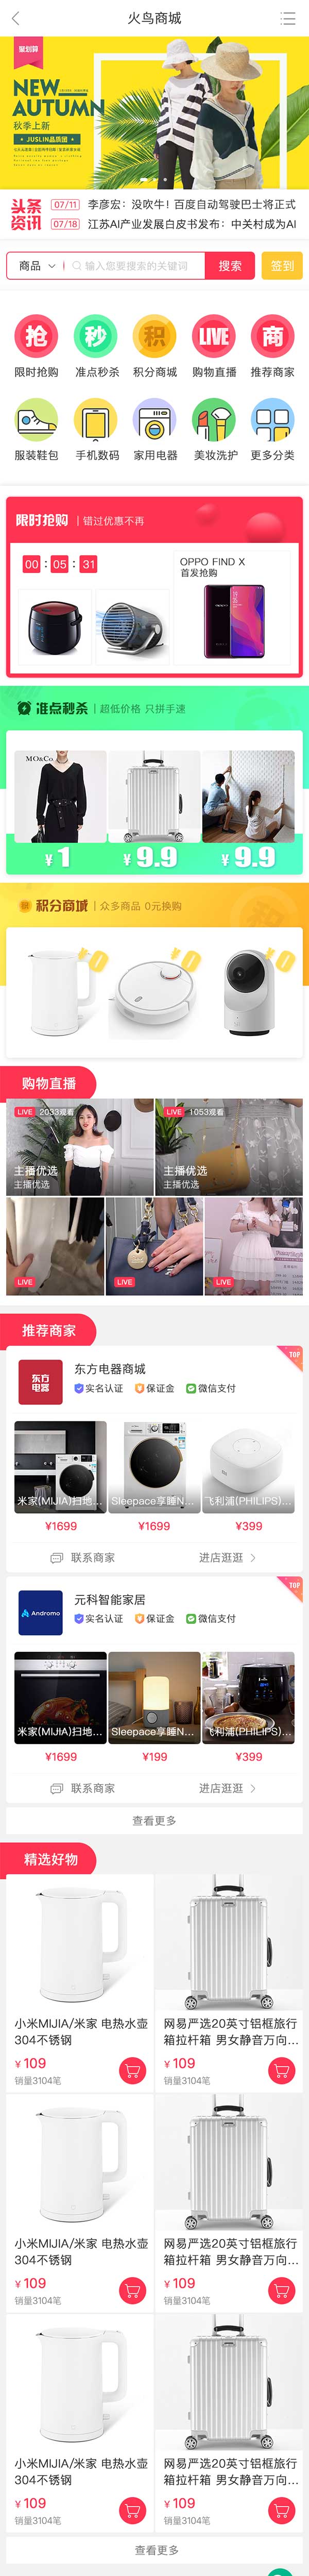 火鸟商城
聚划算
NEW
AUTUMN
秋季上新
JUSLIN品质团
头条
资讯
07/11 李彦宏：没吹牛！百度自动驾驶巴士将正式
07/18 江苏AI产业发展白皮书发布：中关村成为AI
商品 输入您要搜索的关键词 搜索 签到
抢 秒 积 LIVE 商
限时抢购 准点秒杀 积分商城 购物直播 推荐商家
服装鞋包 手机数码 家用电器 美妆洗护 更多分类
限时抢购 | 错过优惠不再
00 : 05 : 31
OPPO FIND X
首发抢购
准点秒杀 | 超低价格 只拼手速
MO&Co.
¥1 ¥9.9 ¥9.9
积分商城 | 众多商品 0元换购
购物直播
LIVE 2033观看 LIVE 1053观看
主播优选 主播优选
主播优选 主播优选
LIVE LIVE LIVE
推荐商家
TOP
东方
电器
东方电器商城
实名认证 保证金 微信支付
米家(MIJIA)扫地... Sleepace享睡N... 飞利浦(PHILIPS)...
¥1699 ¥1699 ¥399
联系商家 进店逛逛
TOP
Andromo
元科智能家居
实名认证 保证金 微信支付
米家(MIJIA)扫地... Sleepace享睡N... 飞利浦(PHILIPS)...
¥1699 ¥199 ¥399
联系商家 进店逛逛
查看更多
精选好物
小米MIJIA/米家 电热水壶 网易严选20英寸铝框旅行
304不锈钢 箱拉杆箱 男女静音万向...
¥109 ¥109
销量3104笔 销量3104笔
小米MIJIA/米家 电热水壶 网易严选20英寸铝框旅行
304不锈钢 箱拉杆箱 男女静音万向...
¥109 ¥109
销量3104笔 销量3104笔
小米MIJIA/米家 电热水壶 网易严选20英寸铝框旅行
304不锈钢 箱拉杆箱 男女静音万向...
¥109 ¥109
销量3104笔 销量3104笔
查看更多